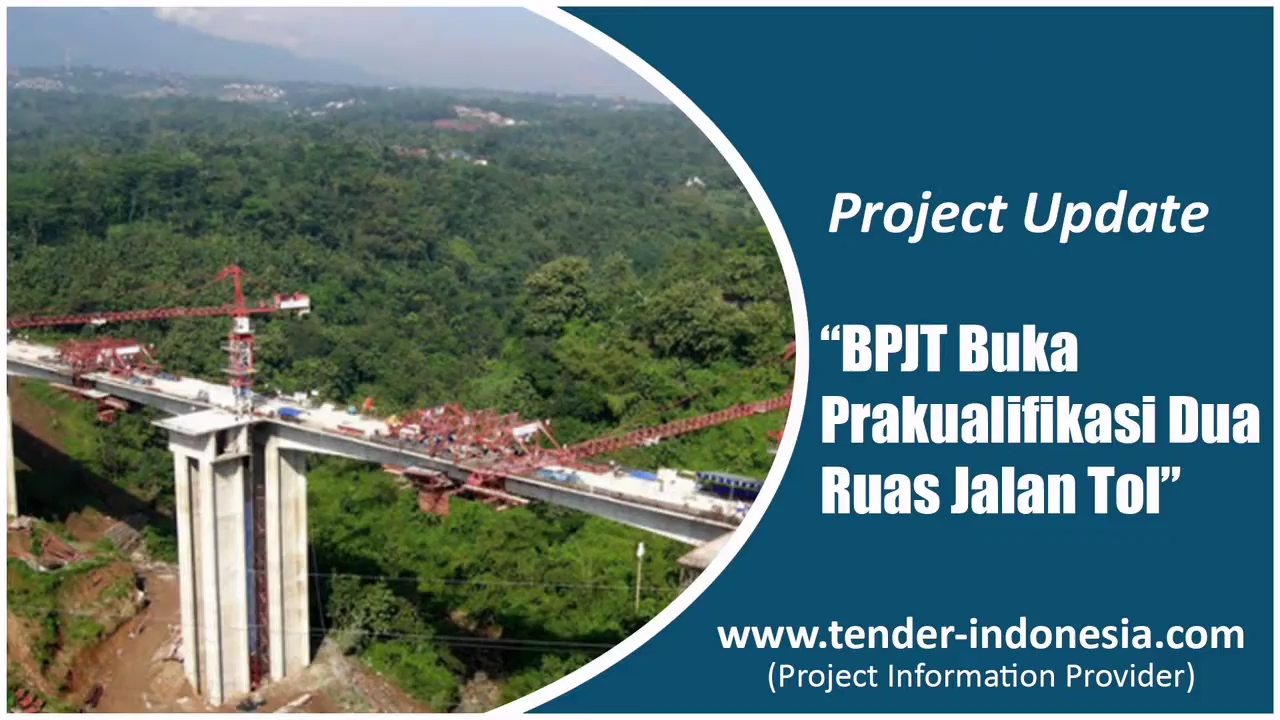 Project Update
“BPJT Buka
Prakualifikasi Dua
Ruas Jalan Tol”
www.tender-indonesia.com
(Project Information Provider)